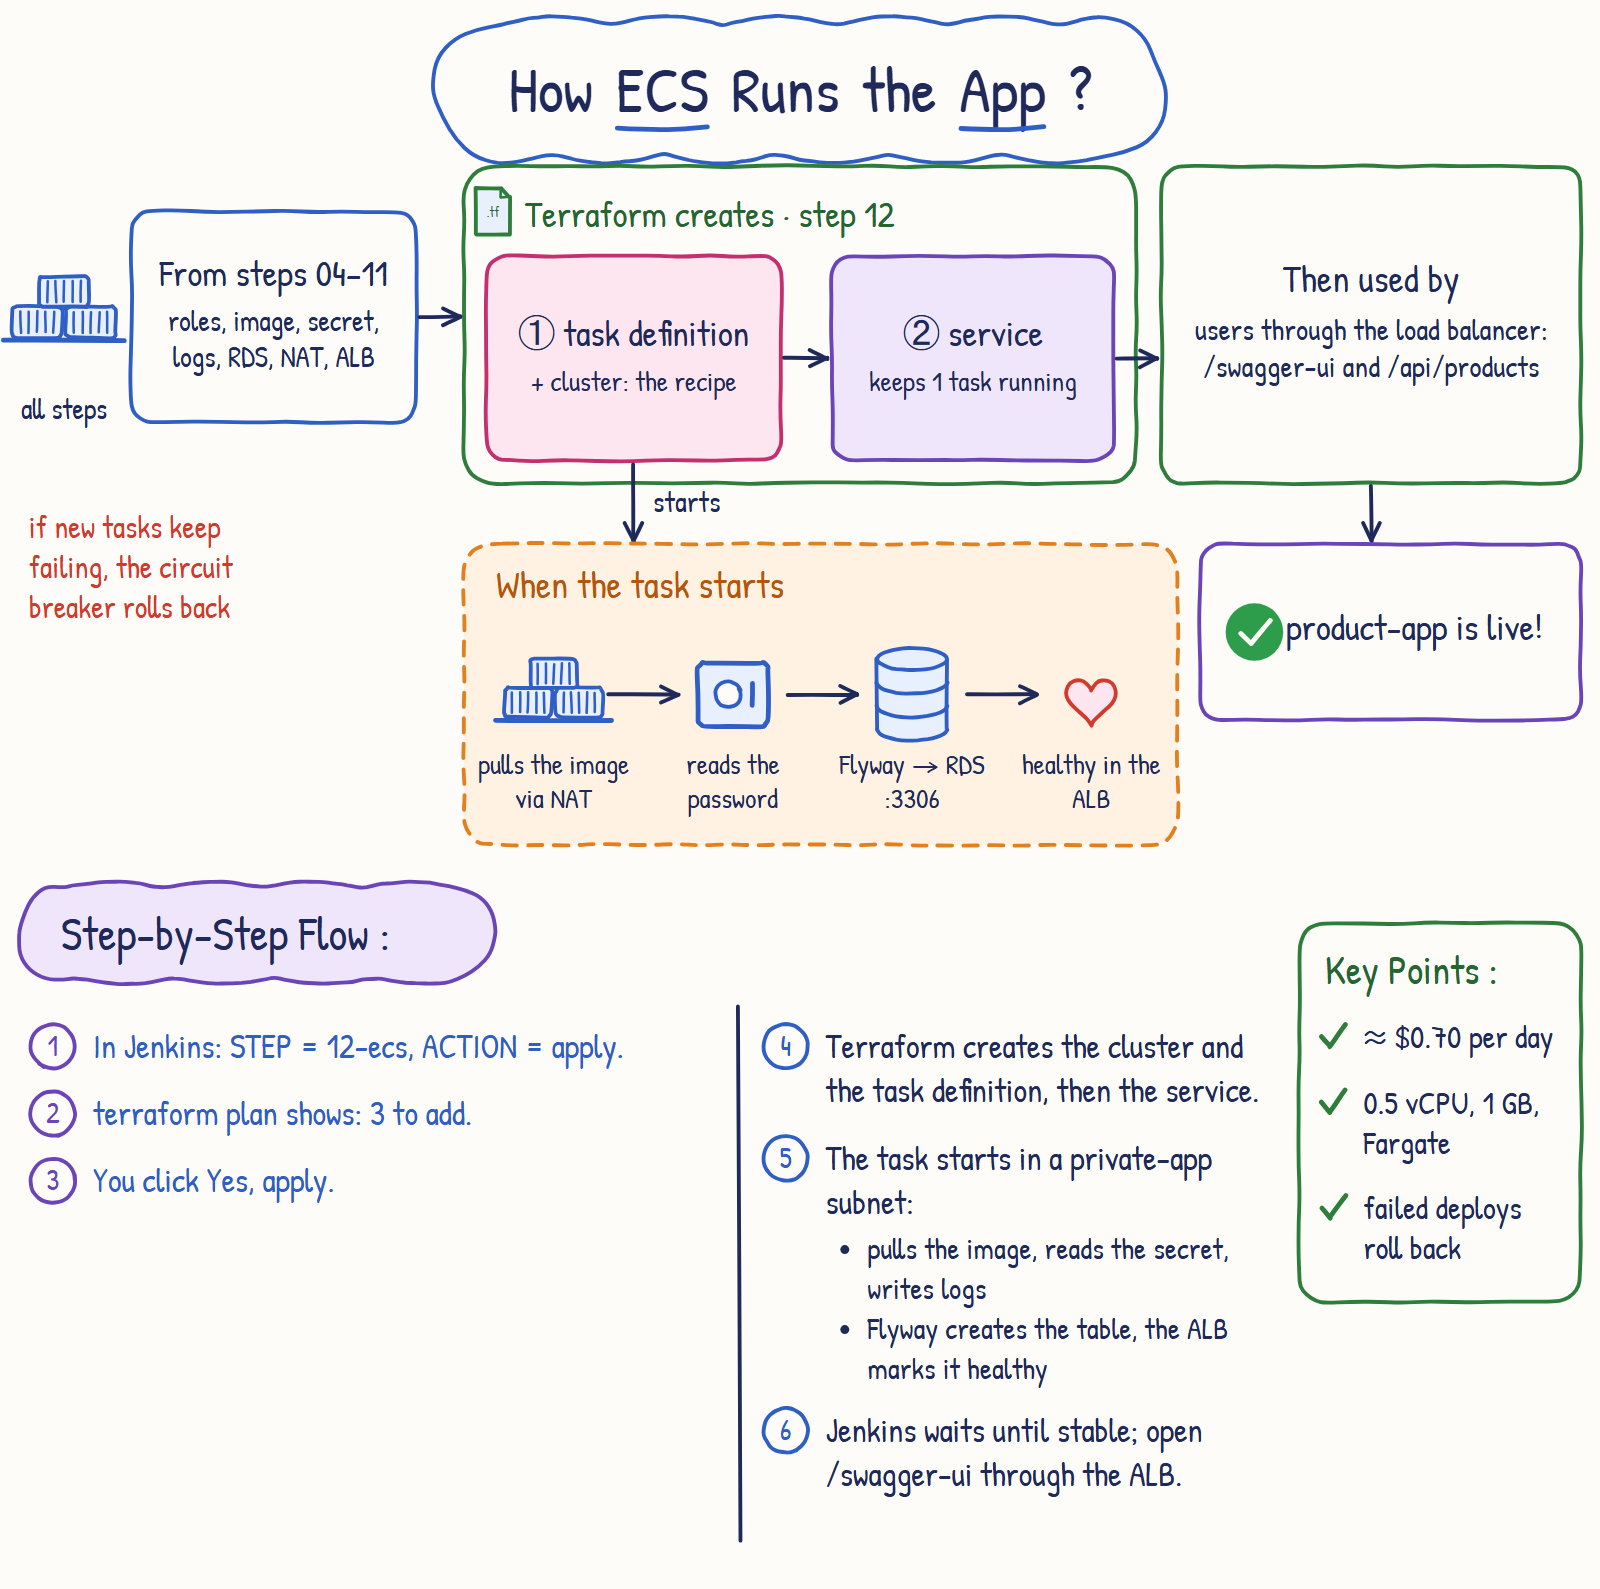 How ECS Runs the App ?
.tf
Terraform creates · step 12
From steps 04-11
roles, image, secret,
logs, RDS, NAT, ALB
all steps
① task definition
+ cluster: the recipe
② service
keeps 1 task running
Then used by
users through the load balancer:
/swagger-ui and /api/products
starts
if new tasks keep
failing, the circuit
breaker rolls back
When the task starts
pulls the image
via NAT
reads the
password
Flyway → RDS
:3306
healthy in the
ALB
product-app is live!
Step-by-Step Flow :
1 In Jenkins: STEP = 12-ecs, ACTION = apply.
2 terraform plan shows: 3 to add.
3 You click Yes, apply.
4 Terraform creates the cluster and
the task definition, then the service.
5 The task starts in a private-app
subnet:
• pulls the image, reads the secret,
writes logs
• Flyway creates the table, the ALB
marks it healthy
6 Jenkins waits until stable; open
/swagger-ui through the ALB.
Key Points :
≈ $0.70 per day
0.5 vCPU, 1 GB,
Fargate
failed deploys
roll back